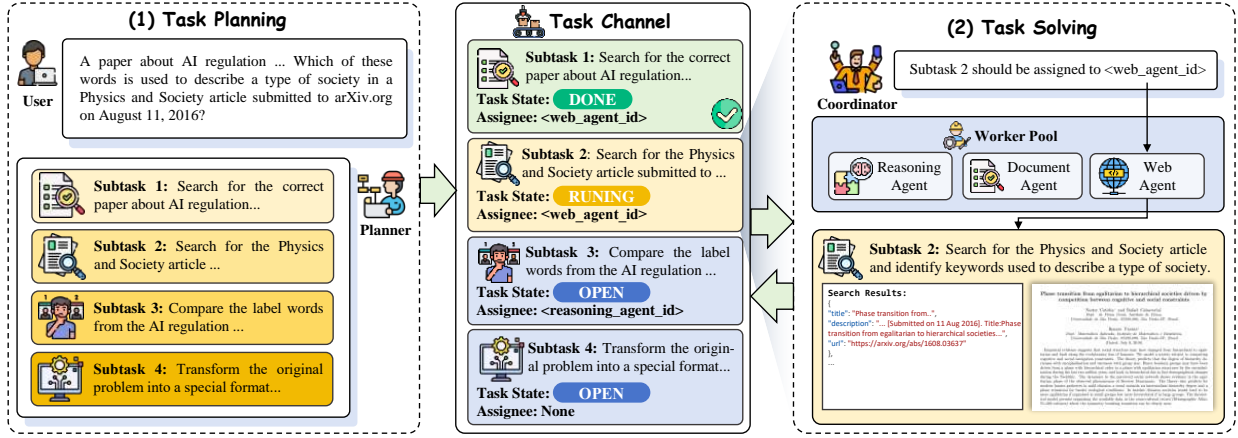 (1) Task Planning
User
A paper about AI regulation ... Which of these
words is used to describe a type of society in a
Physics and Society article submitted to arXiv.org
on August 11, 2016?
Subtask 1: Search for the correct
paper about AI regulation...
Subtask 2: Search for the Physics
and Society article ...
Subtask 3: Compare the label words
from the AI regulation ...
Subtask 4: Transform the original
problem into a special format...
Planner
Task Channel
Subtask 1: Search for the correct
paper about AI regulation...
Task State: DONE
Assignee: <web_agent_id>
Subtask 2: Search for the Physics
and Society article submitted to ...
Task State: RUNING
Assignee: <web_agent_id>
Subtask 3: Compare the label
words from the AI regulation ...
Task State: OPEN
Assignee: <reasoning_agent_id>
Subtask 4: Transform the origin-
al problem into a special format...
Task State: OPEN
Assignee: None
(2) Task Solving
Coordinator
Subtask 2 should be assigned to <web_agent_id>
Worker Pool
Reasoning
Agent
Document
Agent
Web
Agent
Subtask 2: Search for the Physics and Society article
and identify keywords used to describe a type of society.
Search Results:
{
"title": "Phase transition from..",
"description": "... [Submitted on 11 Aug 2016]. Title:Phase
transition from egalitarian to hierarchical societies...",
"url": "https://arxiv.org/abs/1608.03637"
},
...
Phase transition from egalitarian to hierarchical societies driven by
competition between cognitive and social constraints